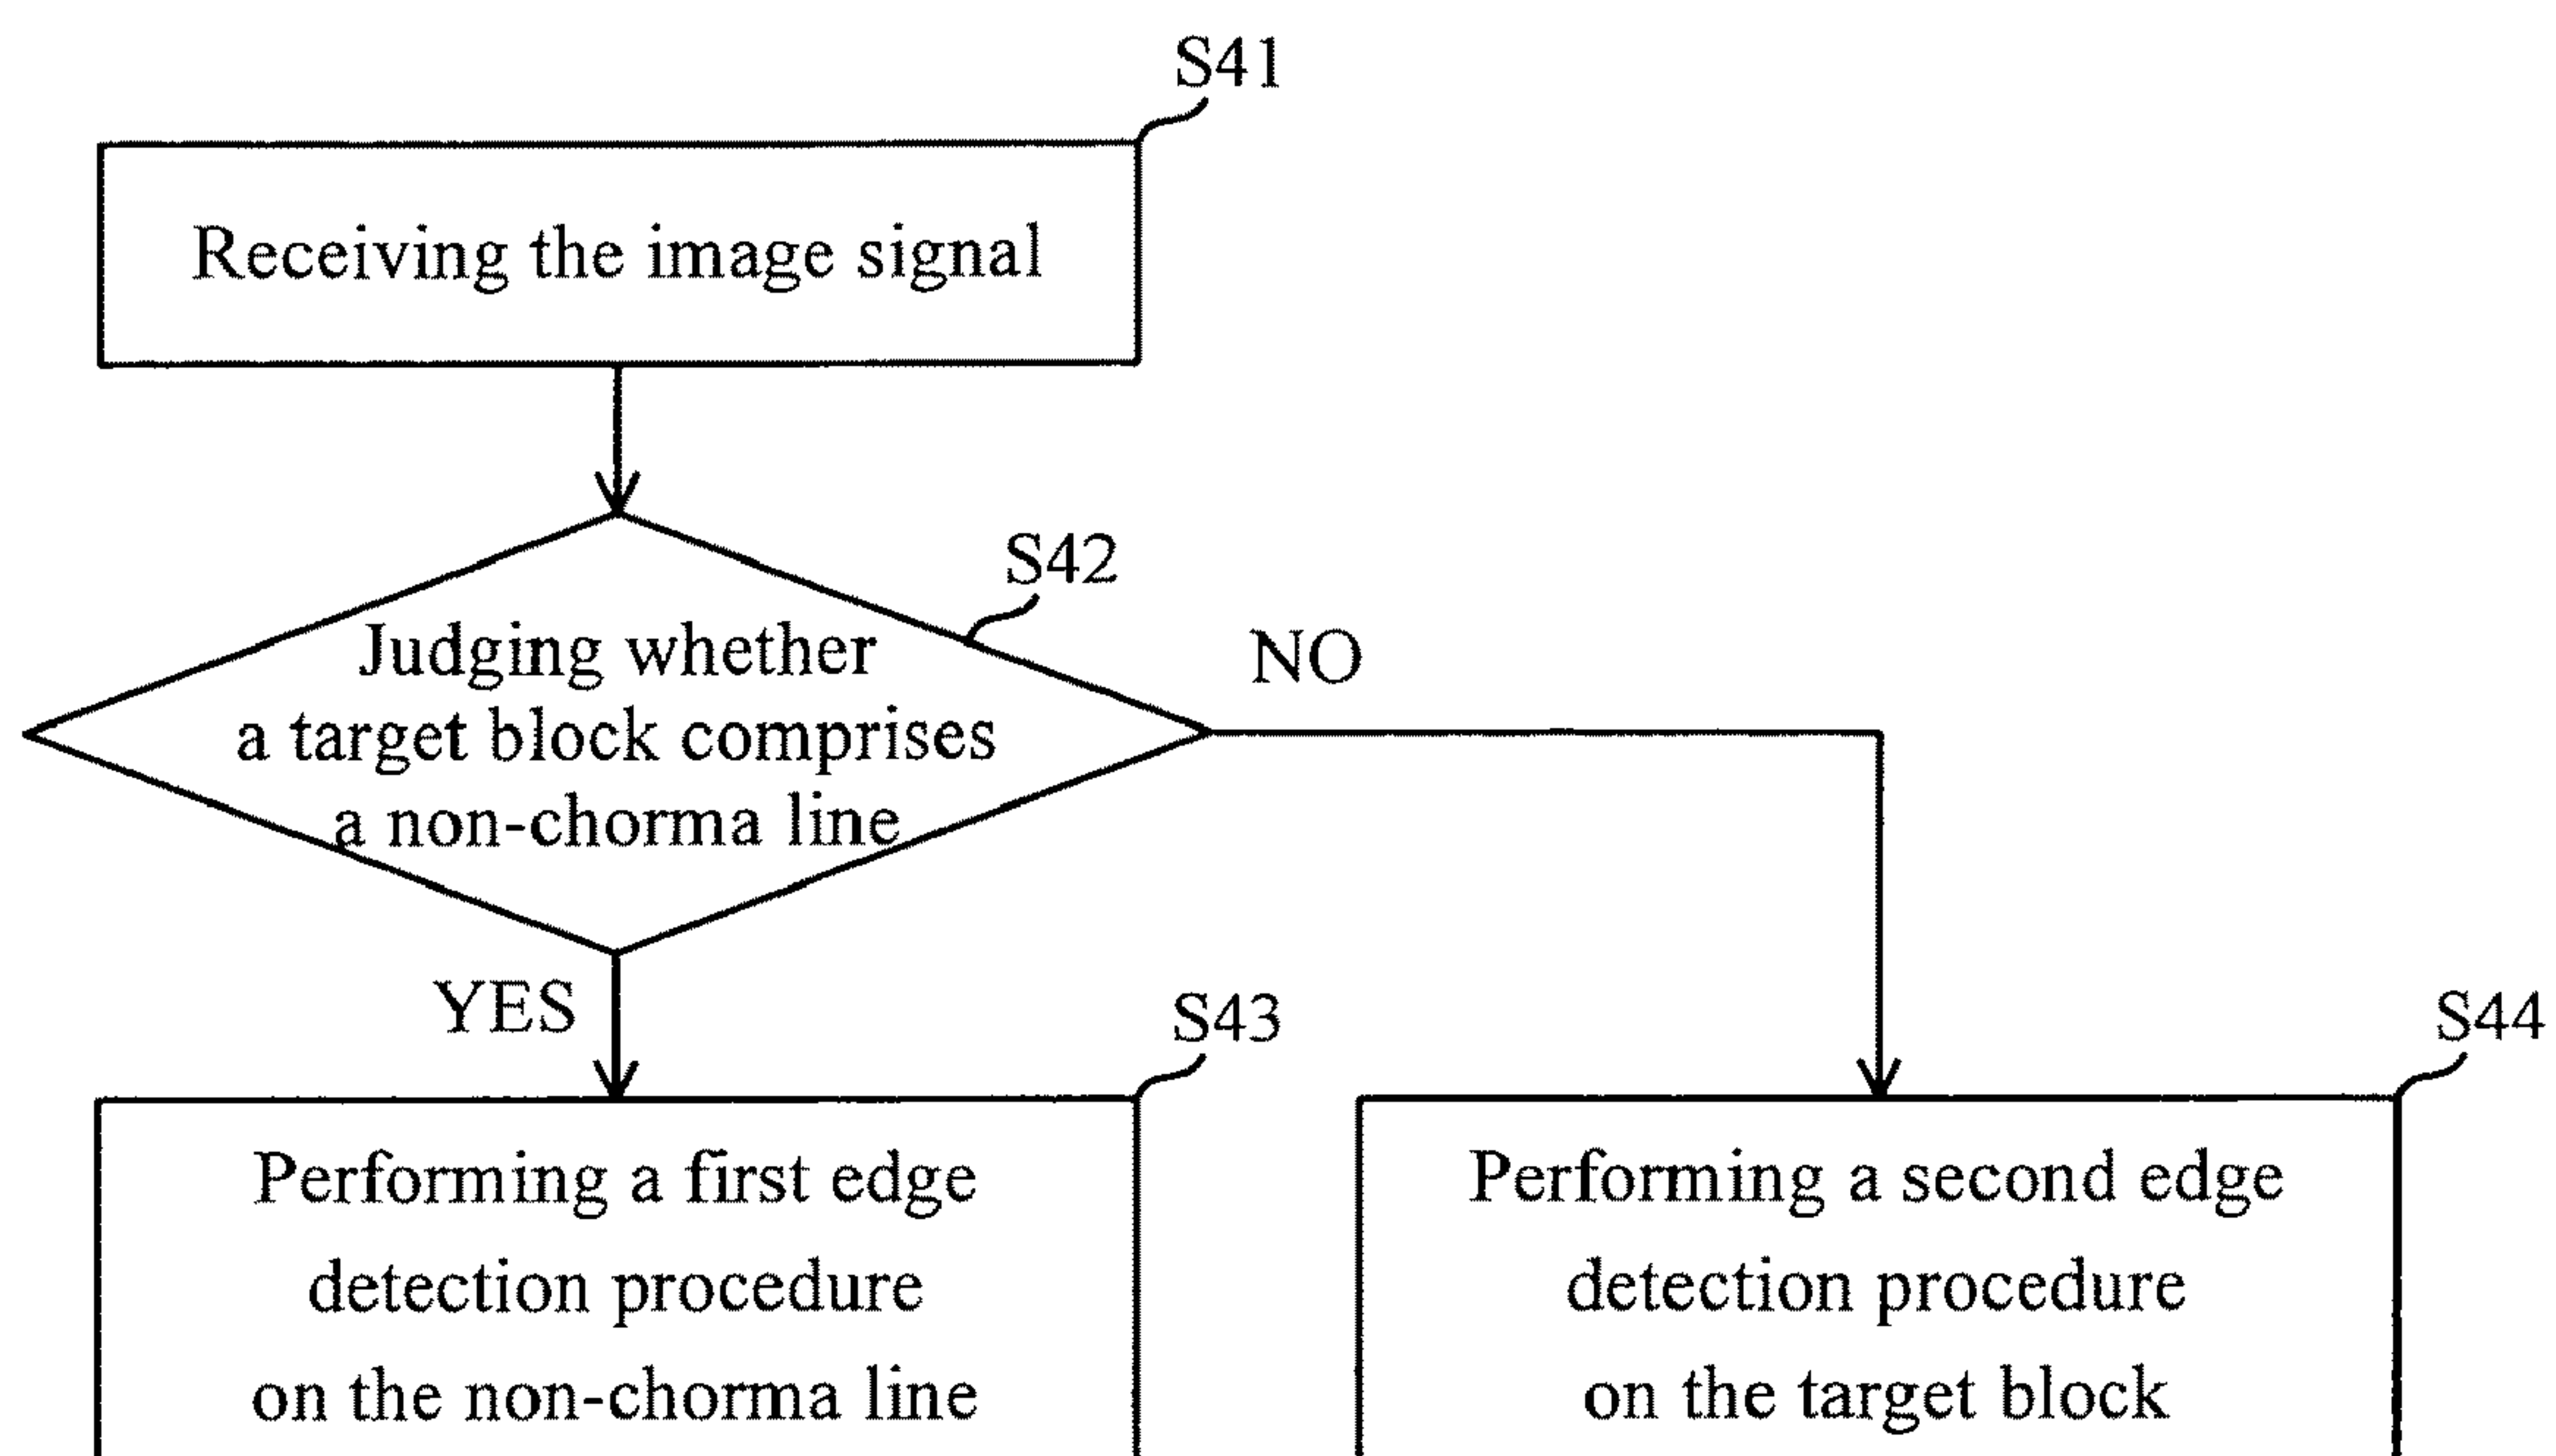 S41
Receiving the image signal
S42
Judging whether
a target block comprises
a non-chorma line
NO
YES
S43
Performing a first edge
detection procedure
on the non-chorma line
S44
Performing a second edge
detection procedure
on the target block